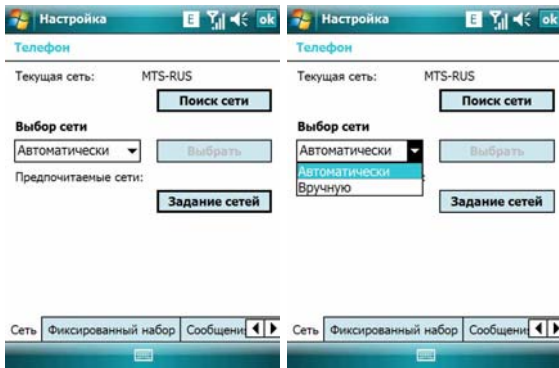 Настройка
E
ok
Телефон
Текущая сеть: MTS-RUS
Поиск сети
Выбор сети
Автоматически
Выбрать
Предпочитаемые сети:
Задание сетей
Сеть Фиксированный набор
Настройка
E
ok
Телефон
Текущая сеть: MTS-RUS
Поиск сети
Выбор сети
Автоматически
Выбрать
Автоматически
Вручную
Задание сетей
Сеть Фиксированный набор